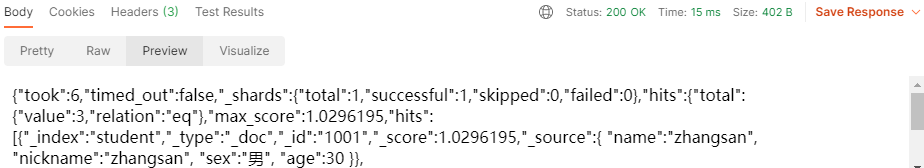 Body Cookies Headers (3) Test Results Status: 200 OK Time: 15 ms Size: 402 B Save Response
Pretty Raw Preview Visualize
{"took":6,"timed_out":false,"_shards":{"total":1,"successful":1,"skipped":0,"failed":0},"hits":{"total":
{"value":3,"relation":"eq"},"max_score":1.0296195,"hits":
[{"_index":"student","_type":"_doc","_id":"1001","_score":1.0296195,"_source":{ "name":"zhangsan",
"nickname":"zhangsan", "sex":"男", "age":30 }},